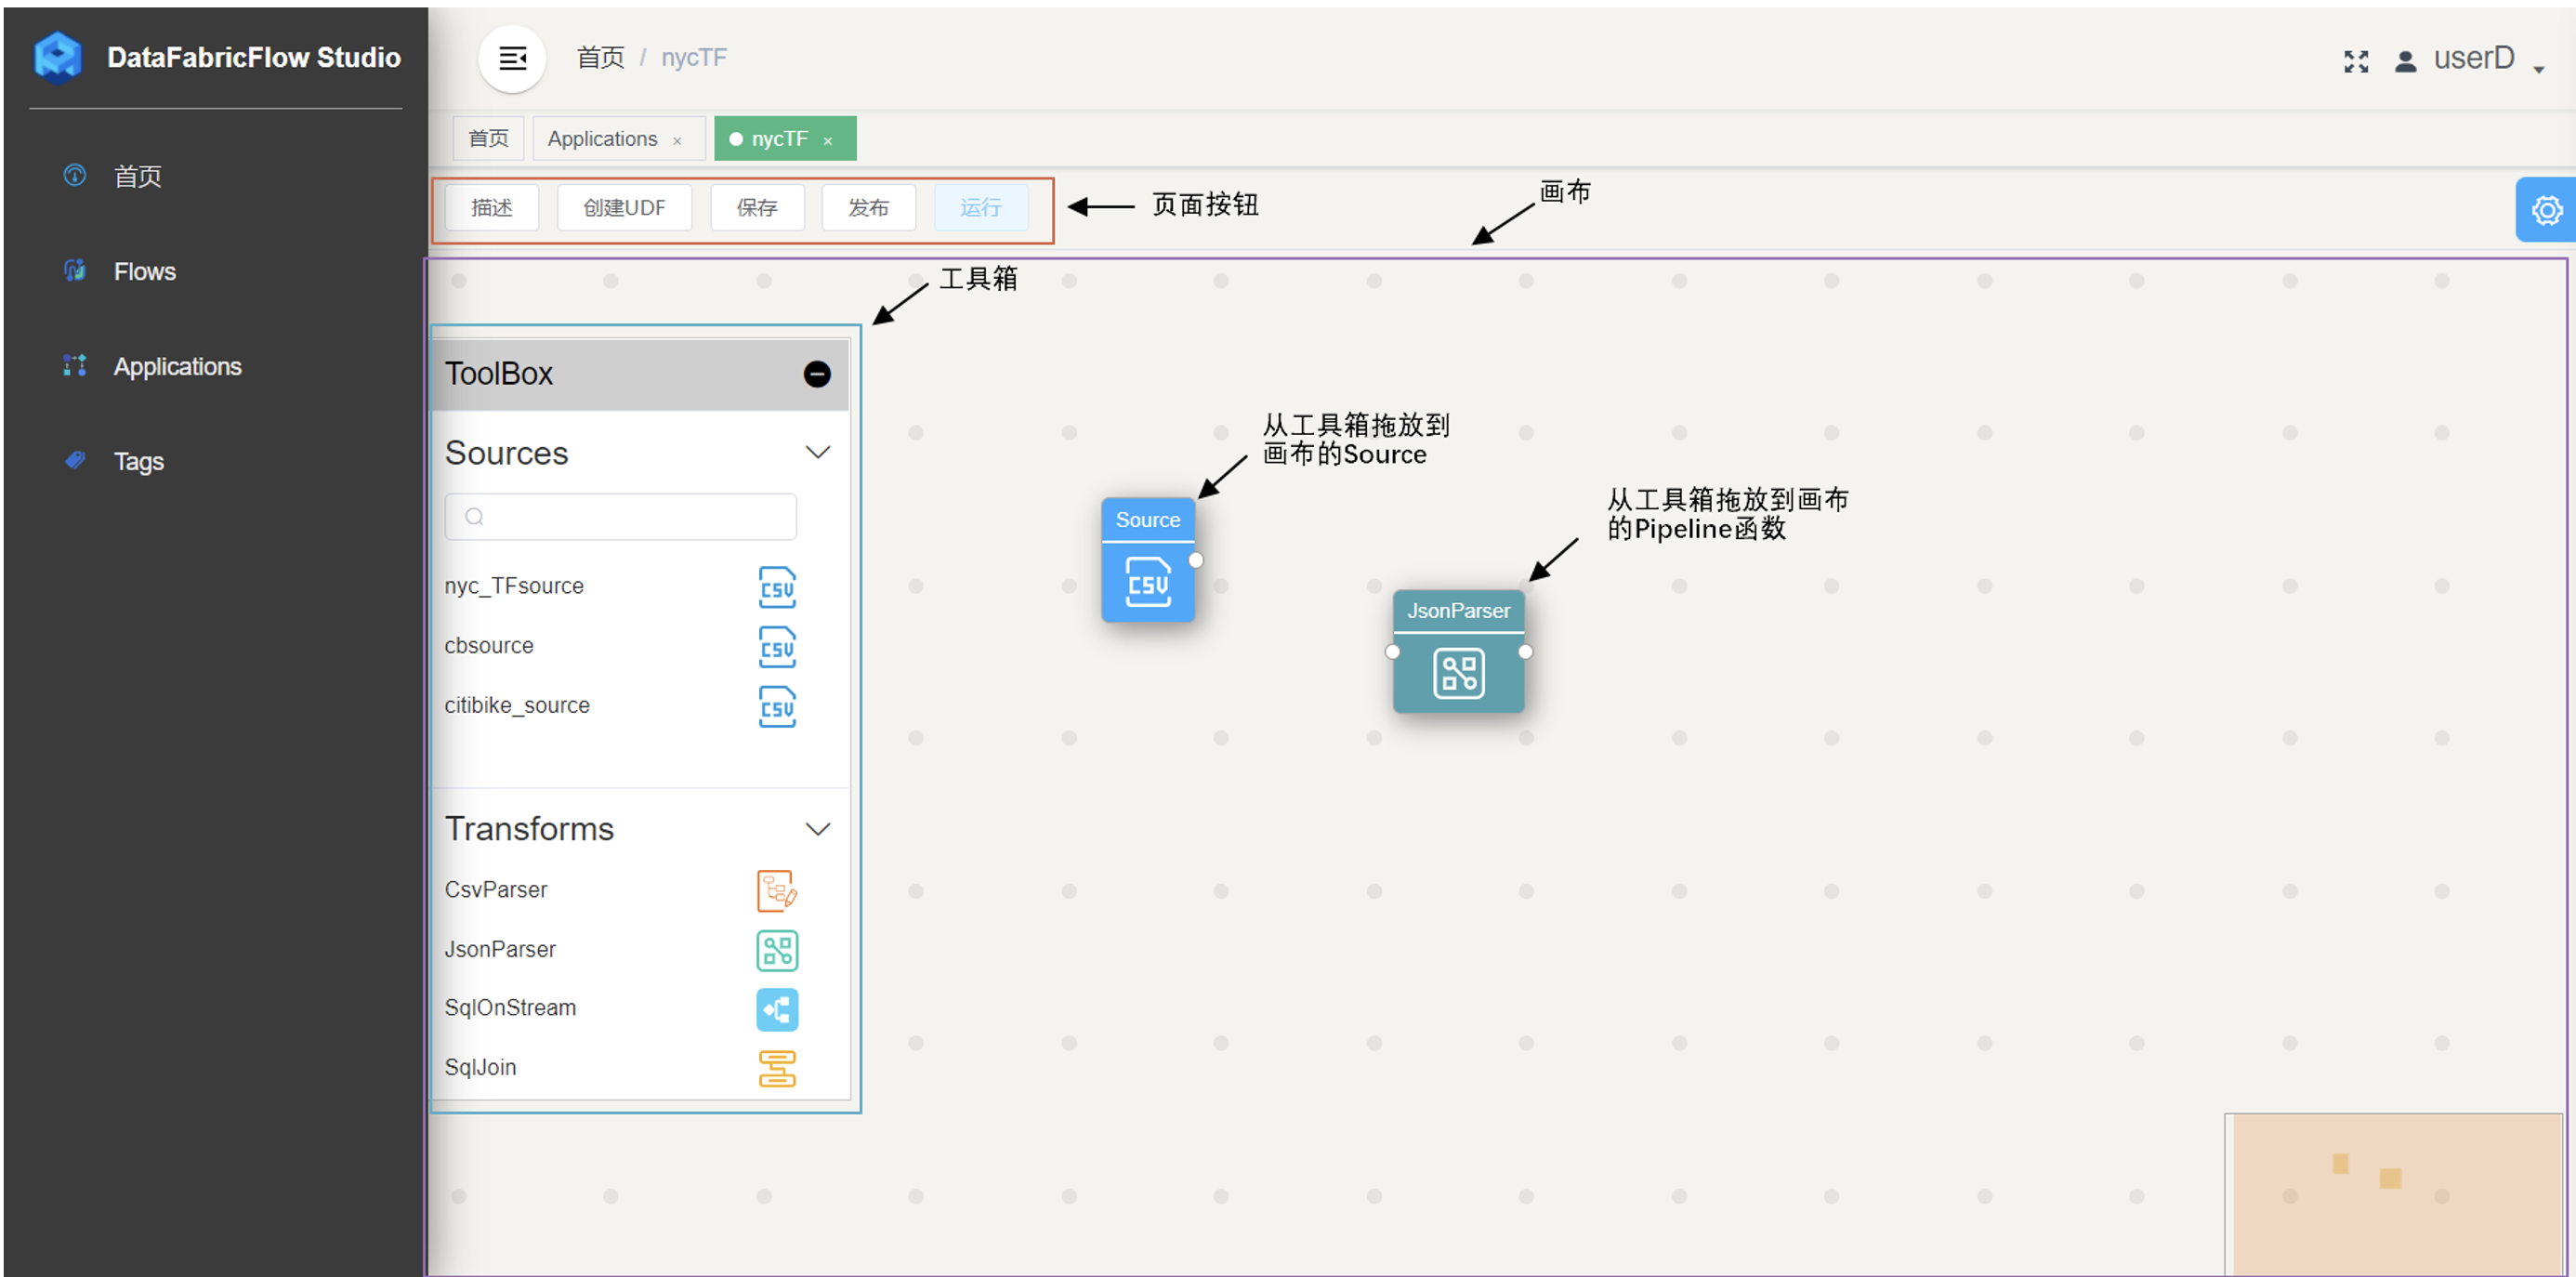 DataFabricFlow Studio
首页 / nycTF
userD
首页
Applications ×
nycTF ×
首页
Flows
Applications
Tags
描述
创建UDF
保存
发布
运行
页面按钮
画布
工具箱
ToolBox
Sources
nyc_TFsource
CSV
cbsource
CSV
citibike_source
CSV
Transforms
CsvParser
JsonParser
SqlOnStream
SqlJoin
从工具箱拖放到
画布的Source
Source
CSV
从工具箱拖放到画布
的Pipeline函数
JsonParser